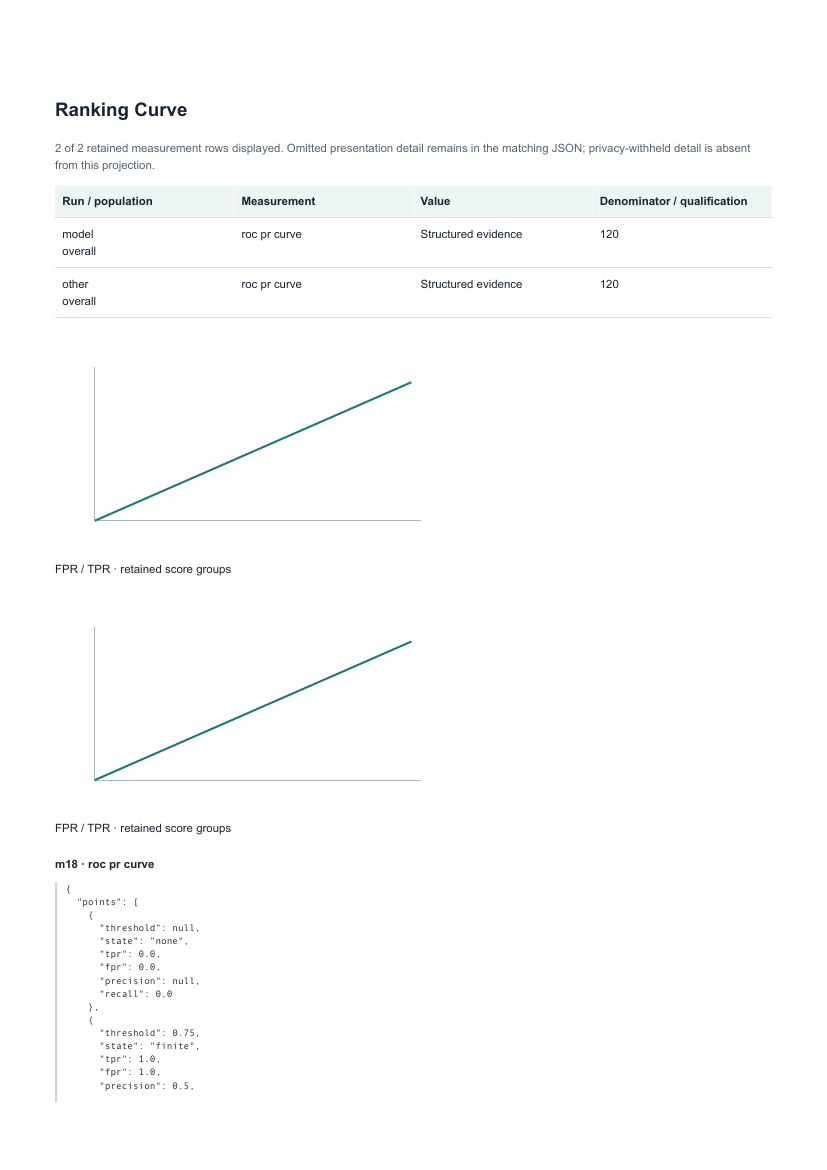 Ranking Curve
2 of 2 retained measurement rows displayed. Omitted presentation detail remains in the matching JSON; privacy-withheld detail is absent
from this projection.
Run / population Measurement Value Denominator / qualification
model roc pr curve Structured evidence 120
overall
other roc pr curve Structured evidence 120
overall
FPR / TPR · retained score groups
FPR / TPR · retained score groups
m18 · roc pr curve
{
  "points": [
    {
      "threshold": null,
      "state": "none",
      "tpr": 0.0,
      "fpr": 0.0,
      "precision": null,
      "recall": 0.0
    },
    {
      "threshold": 0.75,
      "state": "finite",
      "tpr": 1.0,
      "fpr": 1.0,
      "precision": 0.5,